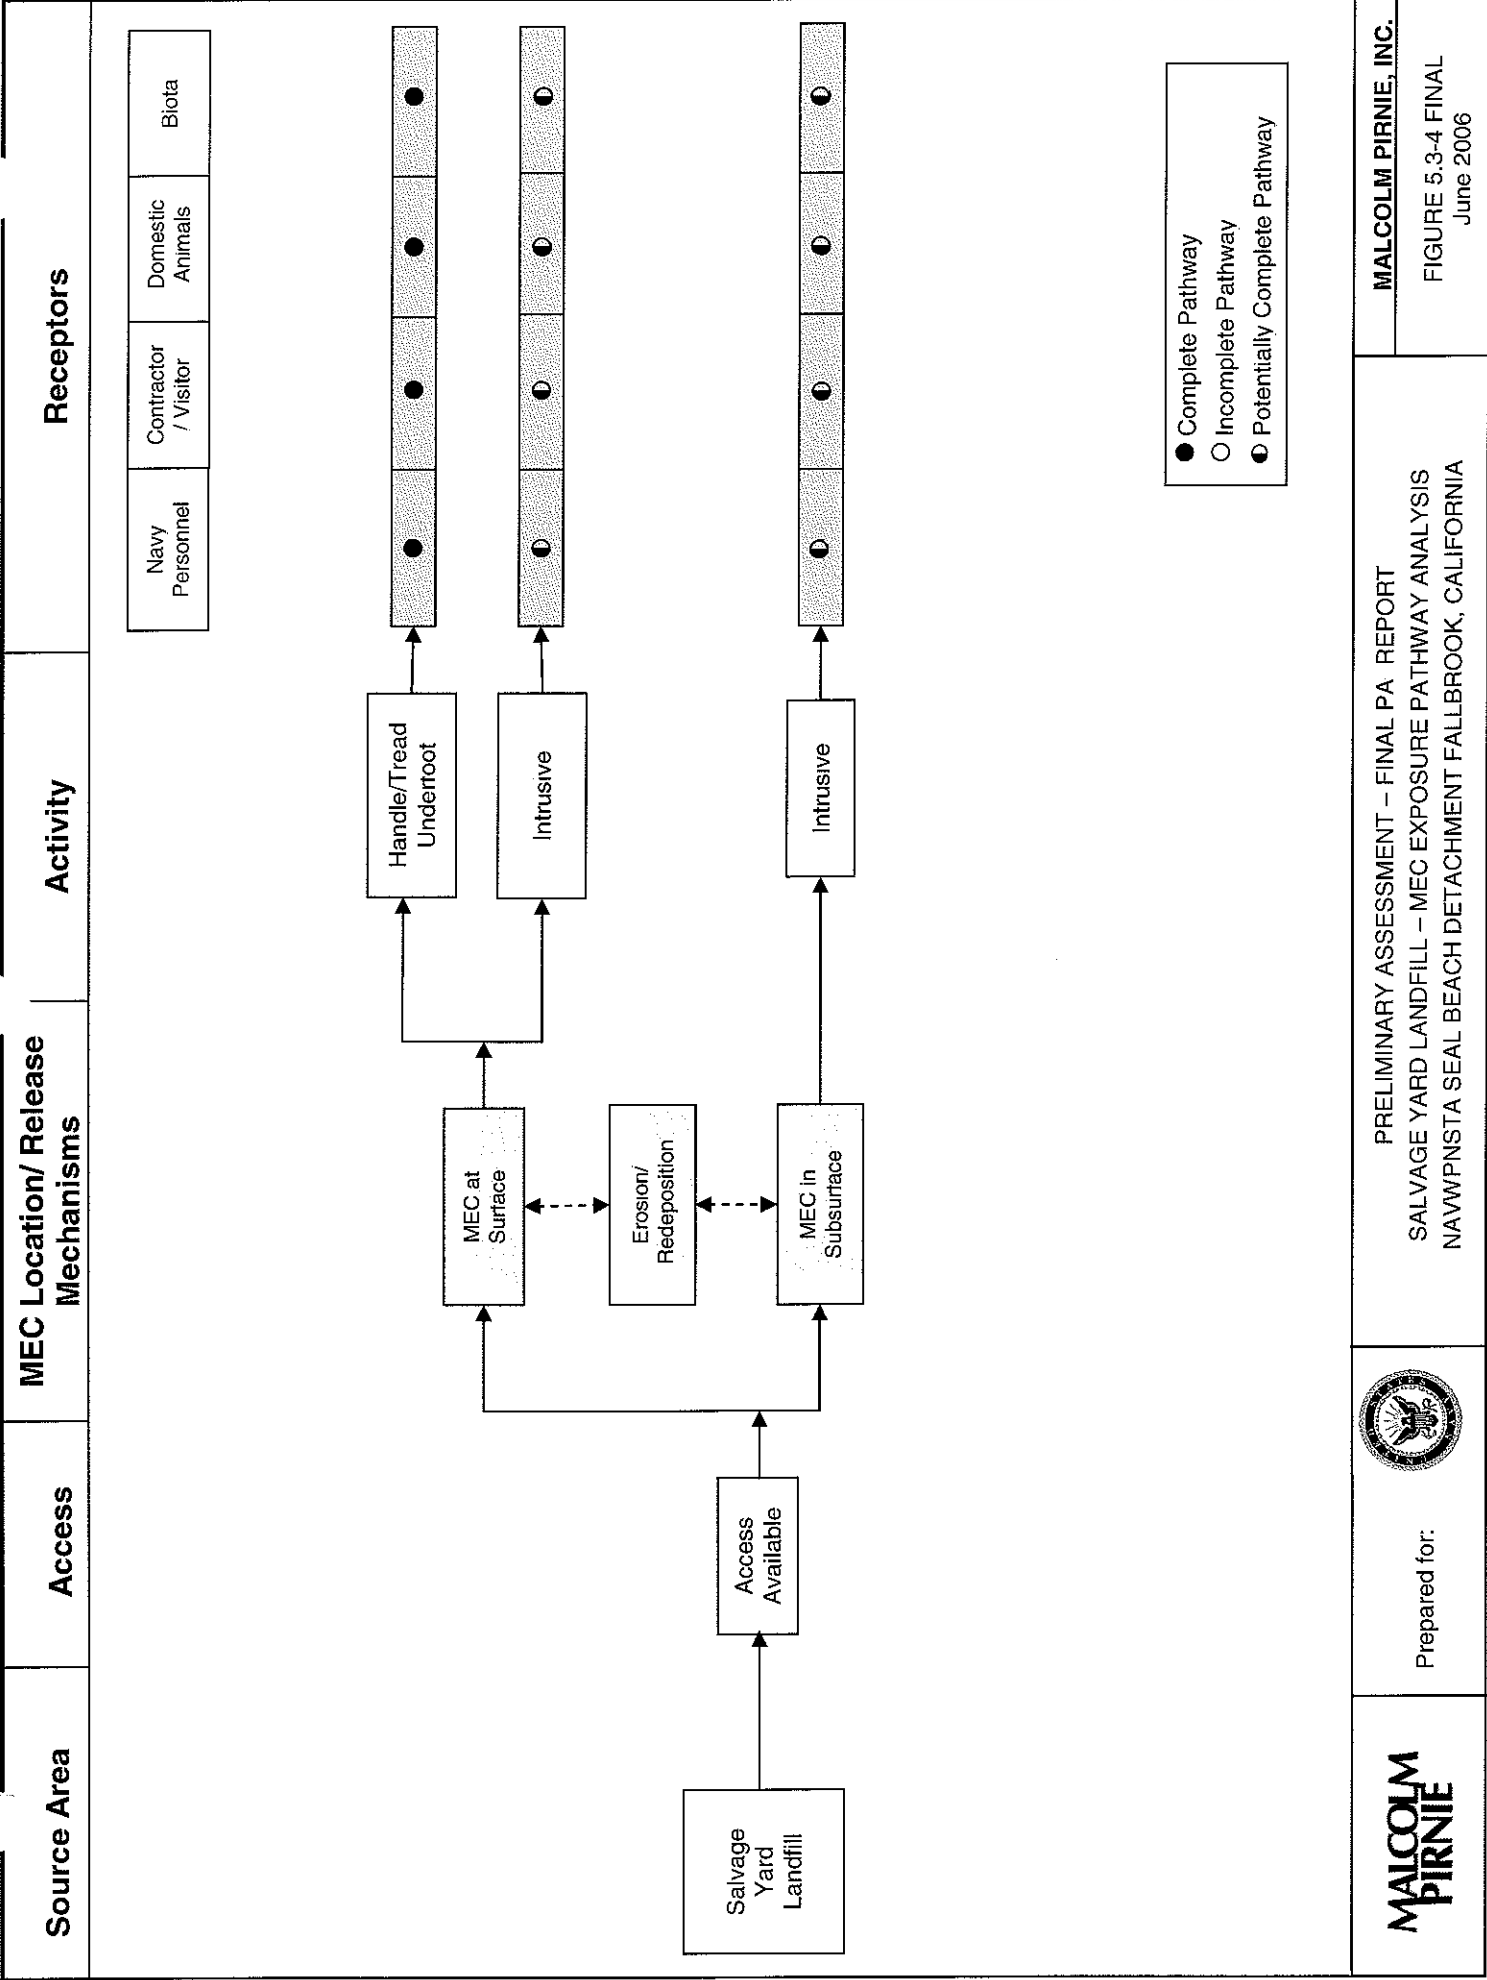 Source Area
Access
MEC Location/ Release
Mechanisms
Activity
Receptors
Navy
Personnel
Contractor
/ Visitor
Domestic
Animals
Biota
Salvage
Yard
Landfill
Access
Available
MEC at
Surface
Erosion/
Redeposition
MEC in
Subsurface
Handle/Tread
Underfoot
Intrusive
Intrusive
Complete Pathway
Incomplete Pathway
Potentially Complete Pathway
MALCOLM
PIRNIE
Prepared for:
PRELIMINARY ASSESSMENT – FINAL PA REPORT
SALVAGE YARD LANDFILL – MEC EXPOSURE PATHWAY ANALYSIS
NAVWPNSTA SEAL BEACH DETACHMENT FALLBROOK, CALIFORNIA
MALCOLM PIRNIE, INC.
FIGURE 5.3-4 FINAL
June 2006